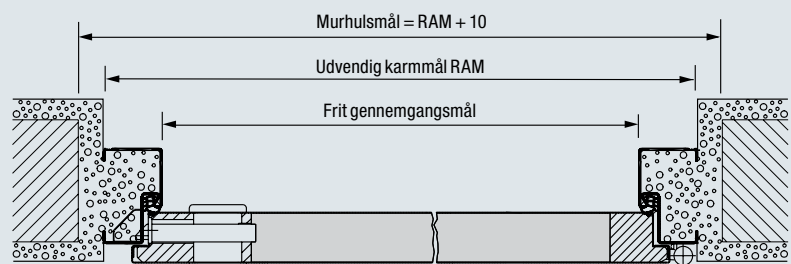 Murhulsmål = RAM + 10
Udvendig karmmål RAM
Frit gennemgangsmål